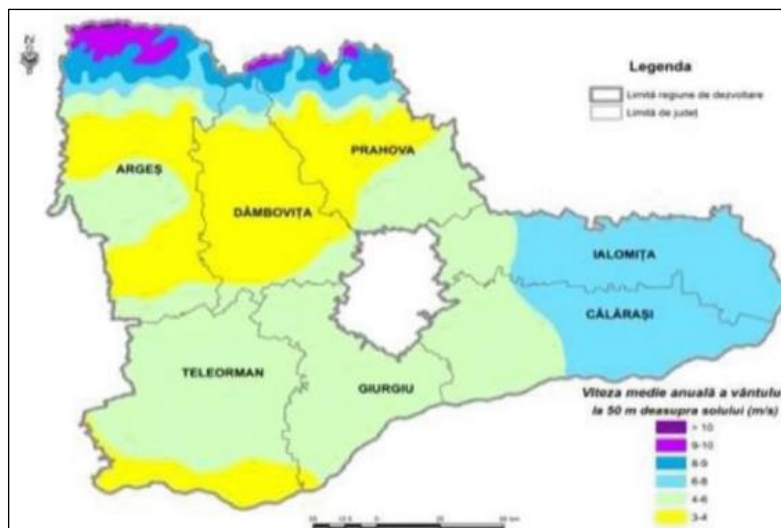 Legenda
Limită regiune de dezvoltare
Limită de județ
PRAHOVA
ARGEȘ
DÂMBOVIȚA
IALOMIȚA
CĂLĂRAȘI
TELEORMAN
GIURGIU
Viteza medie anuală a vântului
la 50 m deasupra solului (m/s)
> 10
9-10
8-9
6-8
4-6
3-4